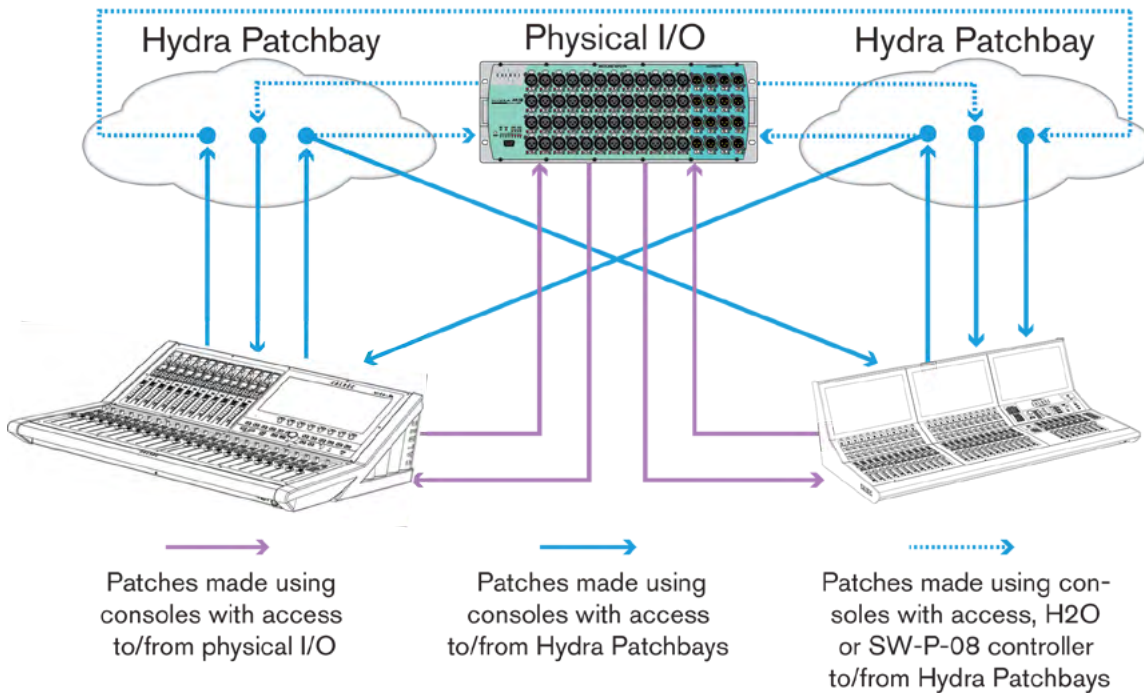 Hydra Patchbay
Physical I/O
Hydra Patchbay
Patches made using
consoles with access
to/from physical I/O
Patches made using
consoles with access
to/from Hydra Patchbays
Patches made using con-
soles with access, H2O
or SW-P-08 controller
to/from Hydra Patchbays